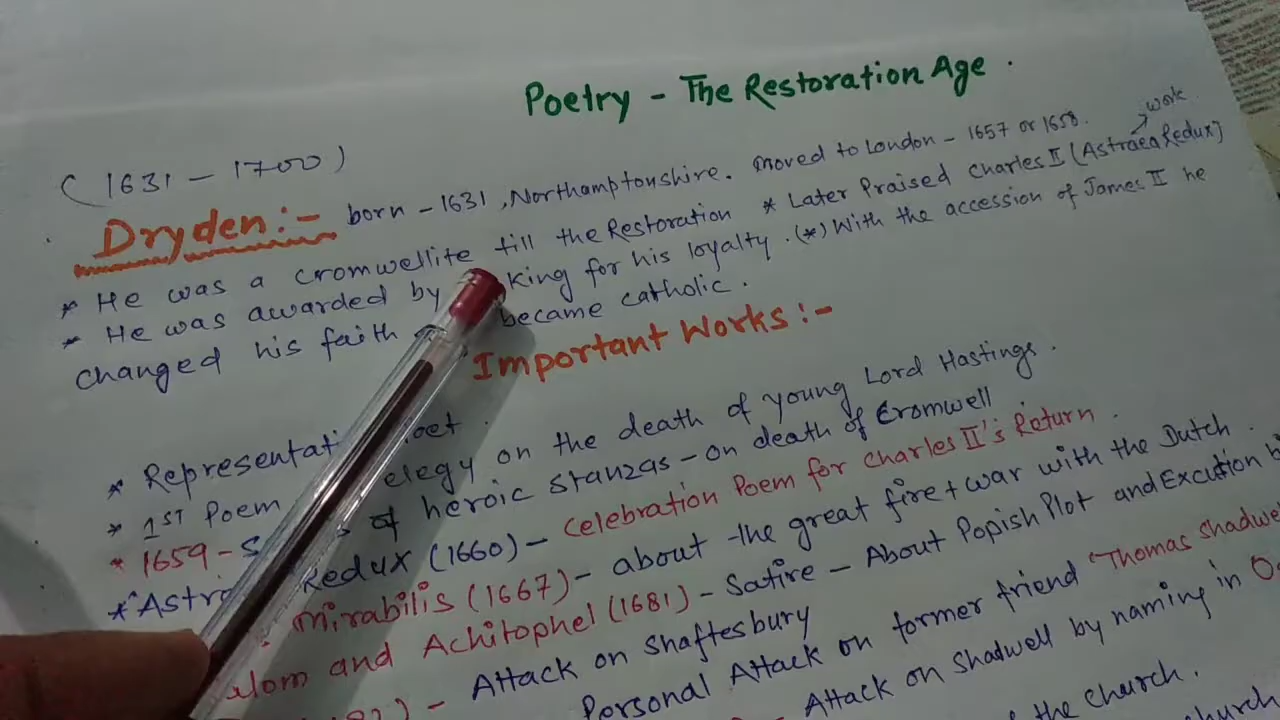 Poetry - The Restoration Age.
work
(1631 - 1700)
Dryden:- born - 1631, Northamptonshire. moved to London - 1657 or 1658.
* He was a cromwellite till the Restoration * Later Praised Charles II (Astraea Redux)
* He was awarded by King for his loyalty. (*) With the accession of James II he
changed his faith became catholic.
Important Works:-
* Representati oet.
* 1ST Poem elegy on the death of young Lord Hastings.
* 1659 - s of heroic stanzas - on death of Cromwell
* Astr Redux (1660) - Celebration Poem for Charles II's Return.
mirabilis (1667) - about the great fire + war with the Dutch.
alom and Achitophel (1681) - Satire - About Popish Plot and Excution b
) - Attack on Shaftesbury
Personal Attack on former friend "Thomas Shadwe
Attack on Shadwell by naming in O
the church.
church